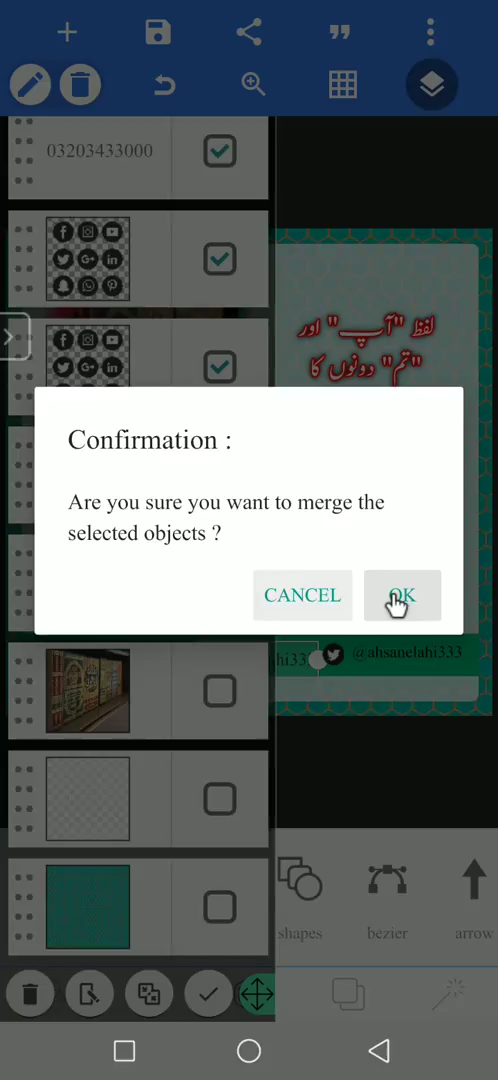 03203433000
لفظ "آپ" اور
"تم" دونوں کا
Confirmation :
Are you sure you want to merge the
selected objects ?
CANCEL
OK
hi33
@ahsanelahi333
shapes
bezier
arrow